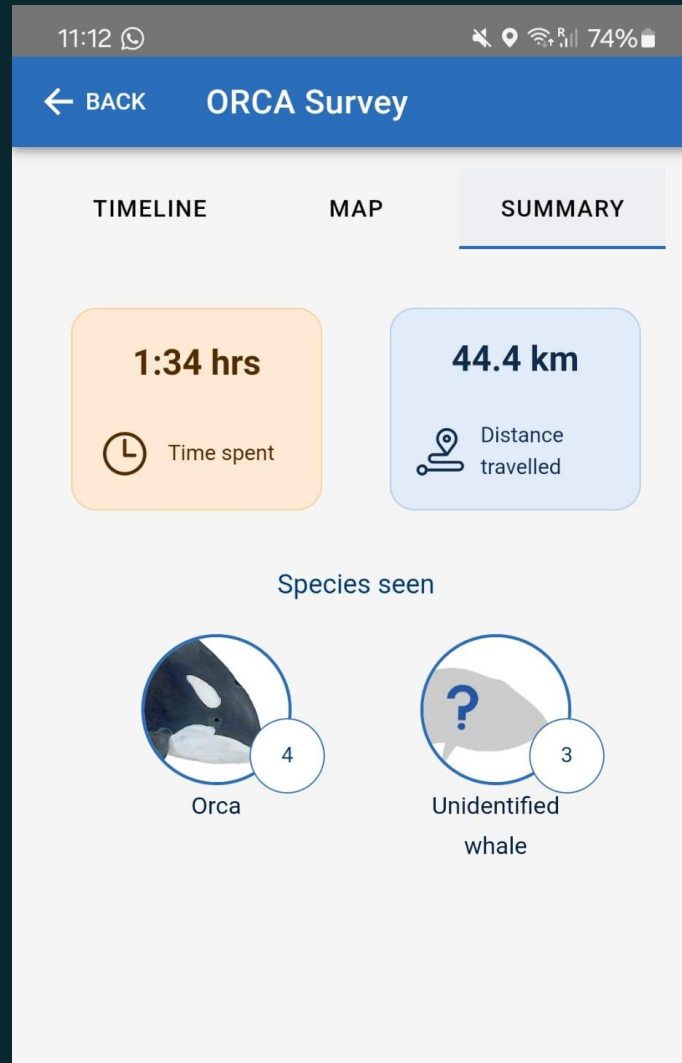 11:12 R 74%
← BACK ORCA Survey
TIMELINE MAP SUMMARY
1:34 hrs
Time spent
44.4 km
Distance
travelled
Species seen
4
Orca
?
3
Unidentified
whale